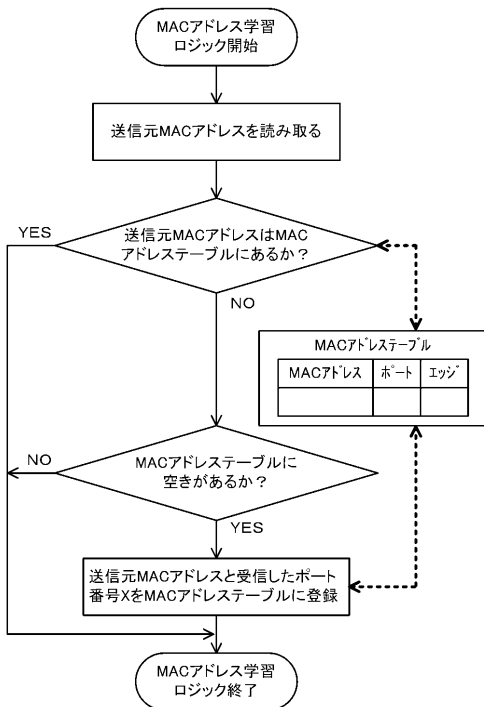 MACアドレス学習
ロジック開始
送信元MACアドレスを読み取る
YES
送信元MACアドレスはMAC
アドレステーブルにあるか？
NO
MACｱﾄﾞﾚｽﾃｰﾌﾞﾙ
MACｱﾄﾞﾚｽ ﾎﾟｰﾄ ｴｯｼﾞ
NO
MACアドレステーブルに
空きがあるか？
YES
送信元MACアドレスと受信したポート
番号XをMACアドレステーブルに登録
MACアドレス学習
ロジック終了